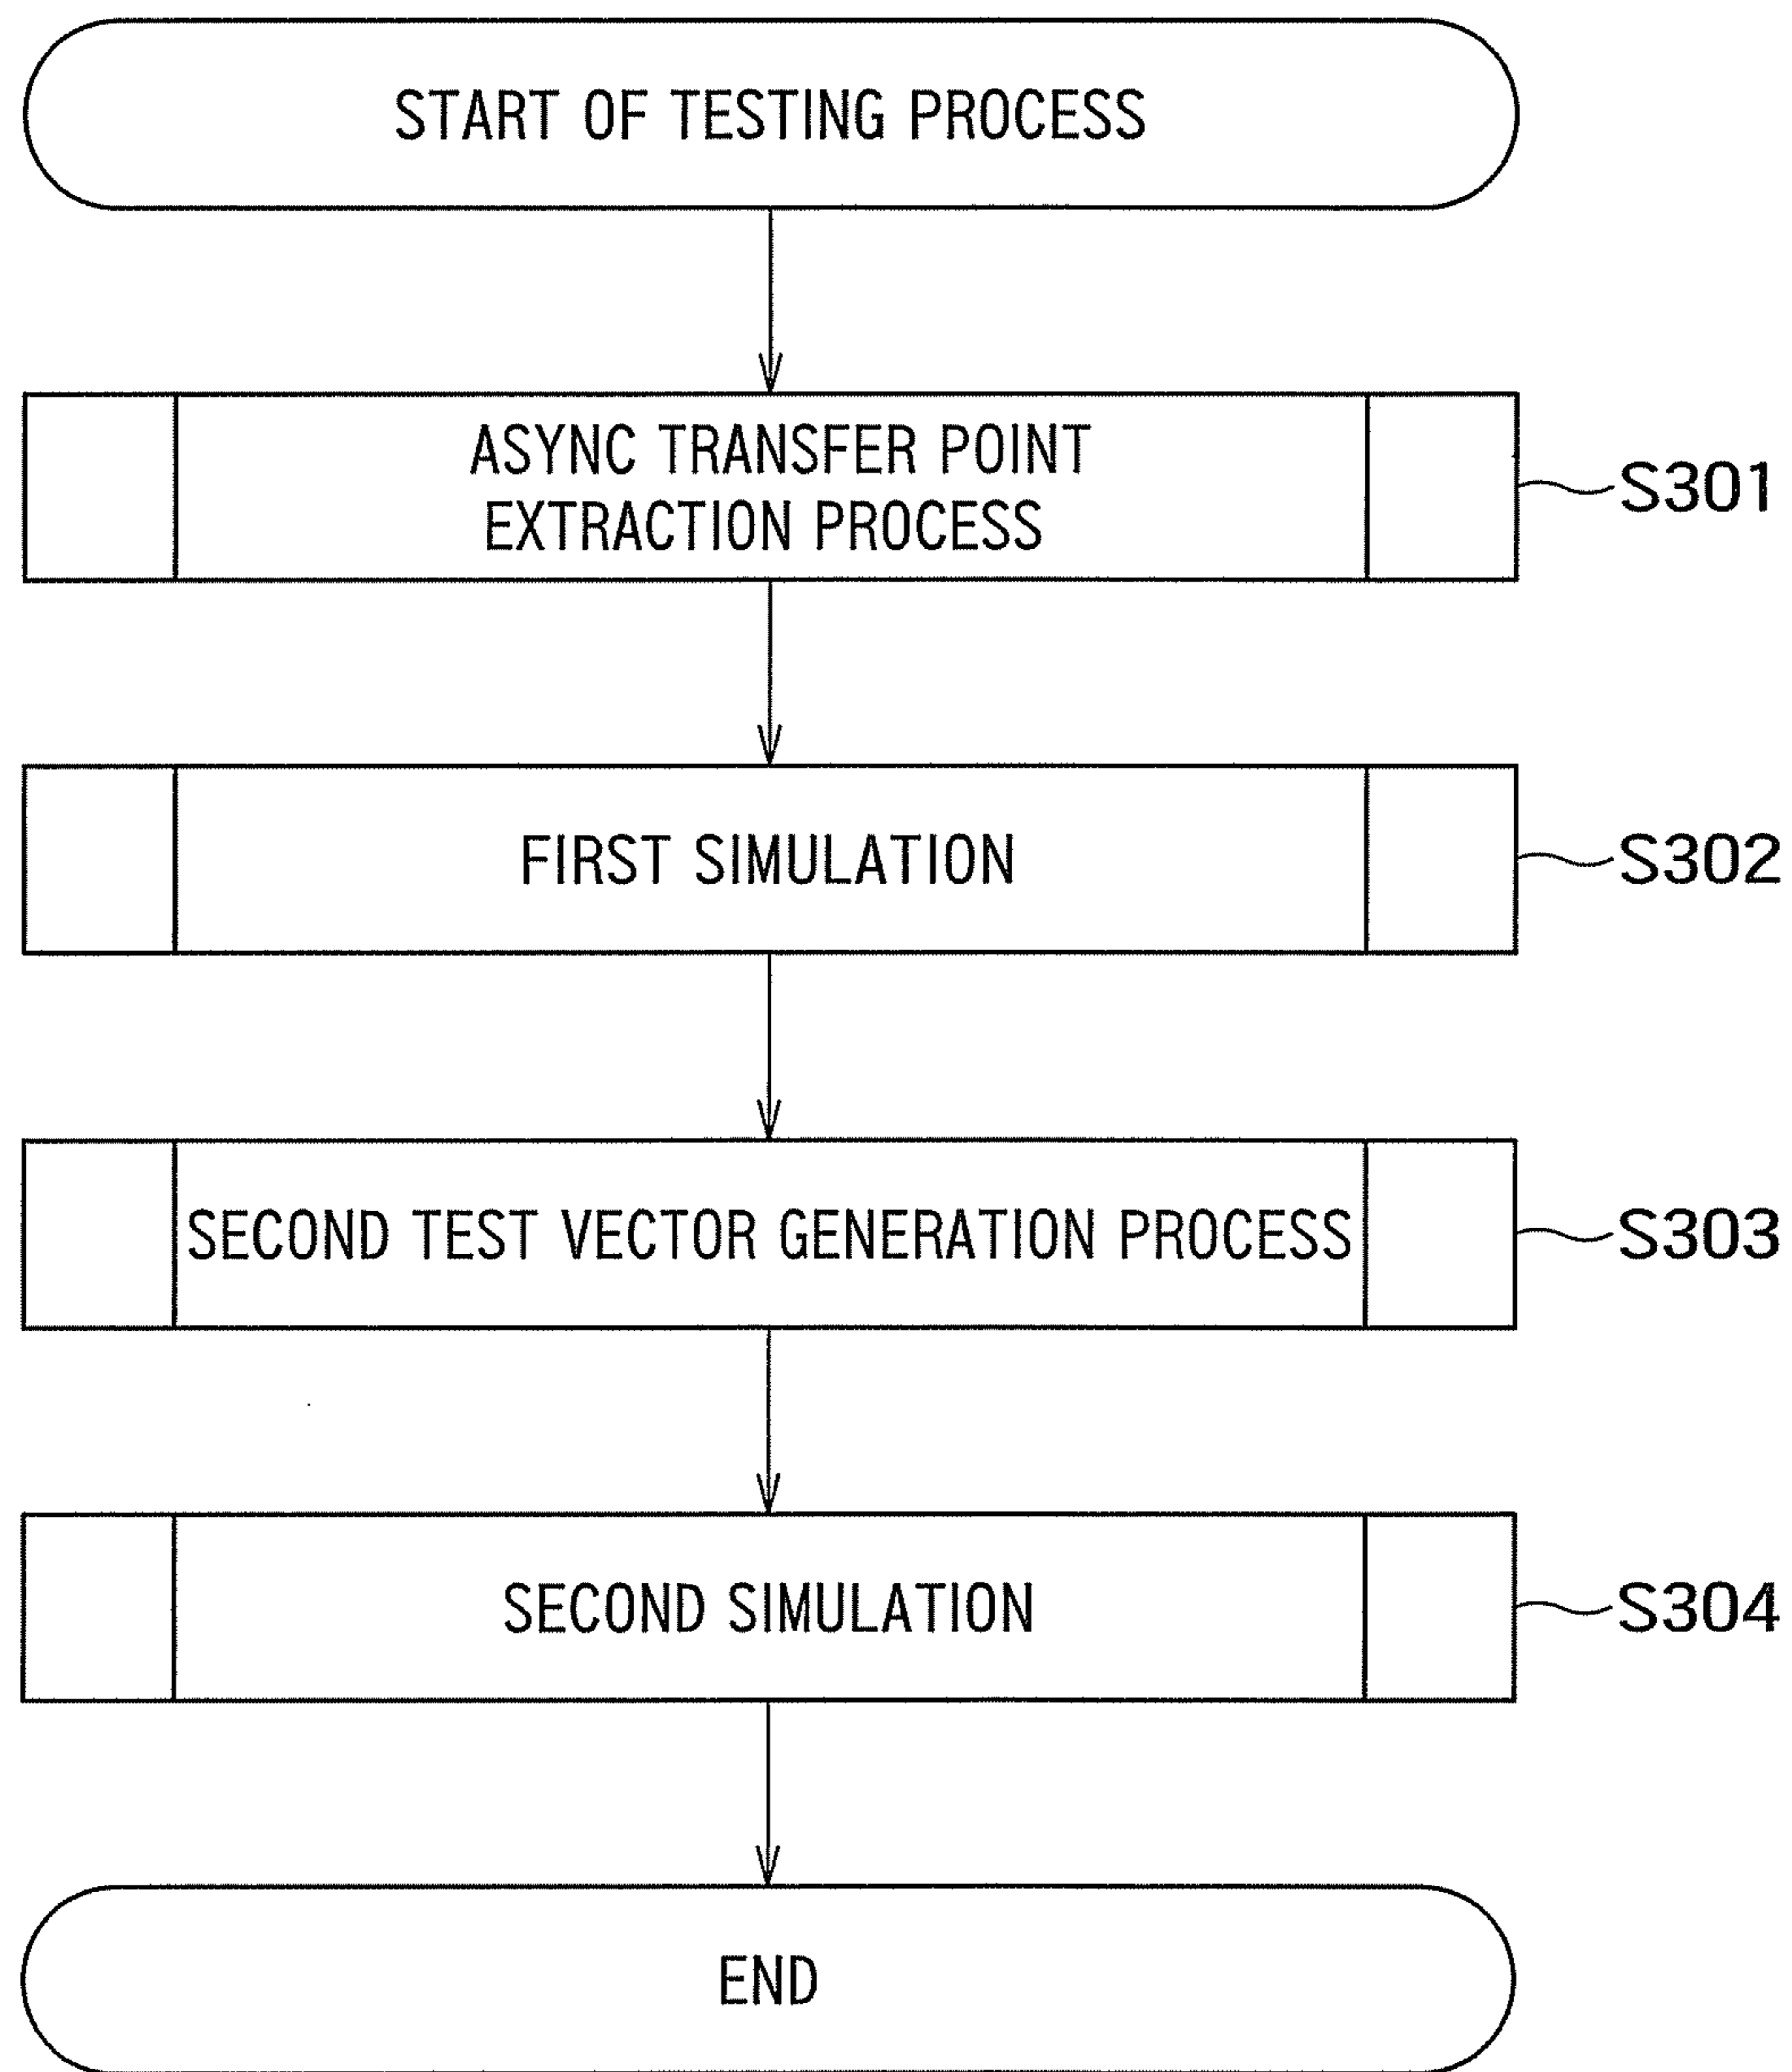 START OF TESTING PROCESS
ASYNC TRANSFER POINT
EXTRACTION PROCESS
S301
FIRST SIMULATION
S302
SECOND TEST VECTOR GENERATION PROCESS
S303
SECOND SIMULATION
S304
END